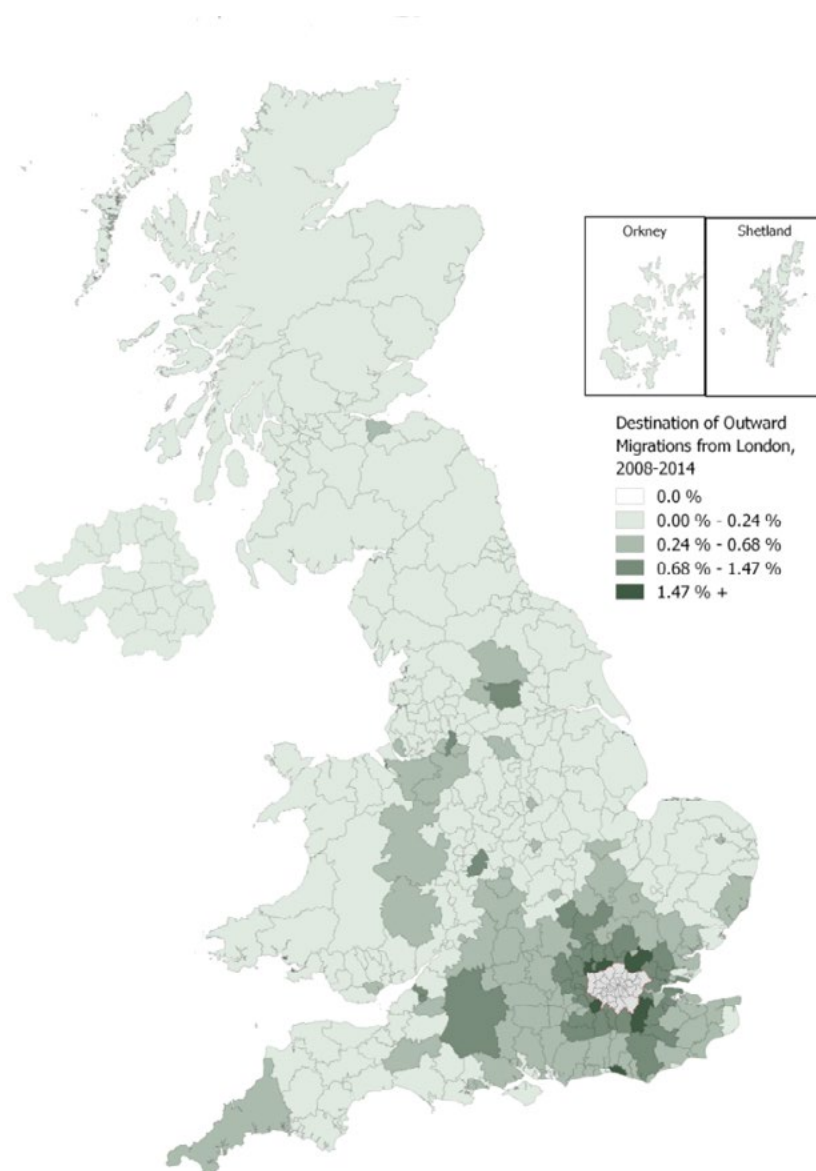 Orkney
Shetland
Destination of Outward
Migrations from London,
2008-2014
0.0 %
0.00 % - 0.24 %
0.24 % - 0.68 %
0.68 % - 1.47 %
1.47 % +